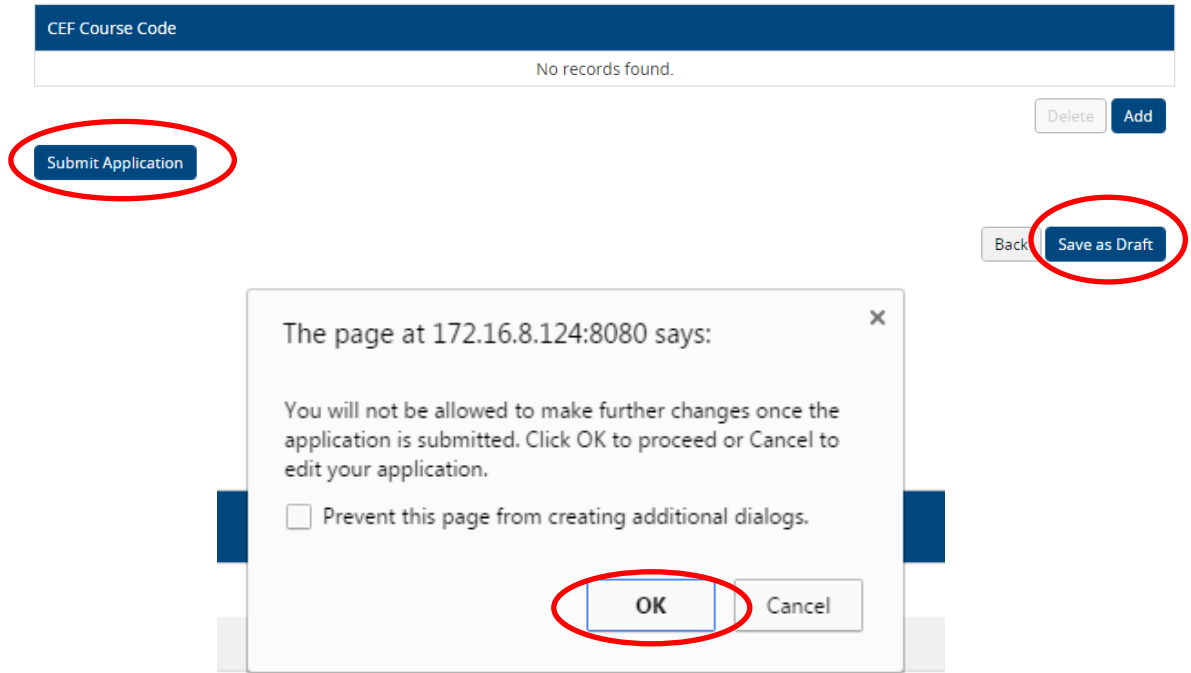 CEF Course Code
No records found.
Delete Add
Submit Application
Back Save as Draft
The page at 172.16.8.124:8080 says:
You will not be allowed to make further changes once the
application is submitted. Click OK to proceed or Cancel to
edit your application.
Prevent this page from creating additional dialogs.
OK Cancel